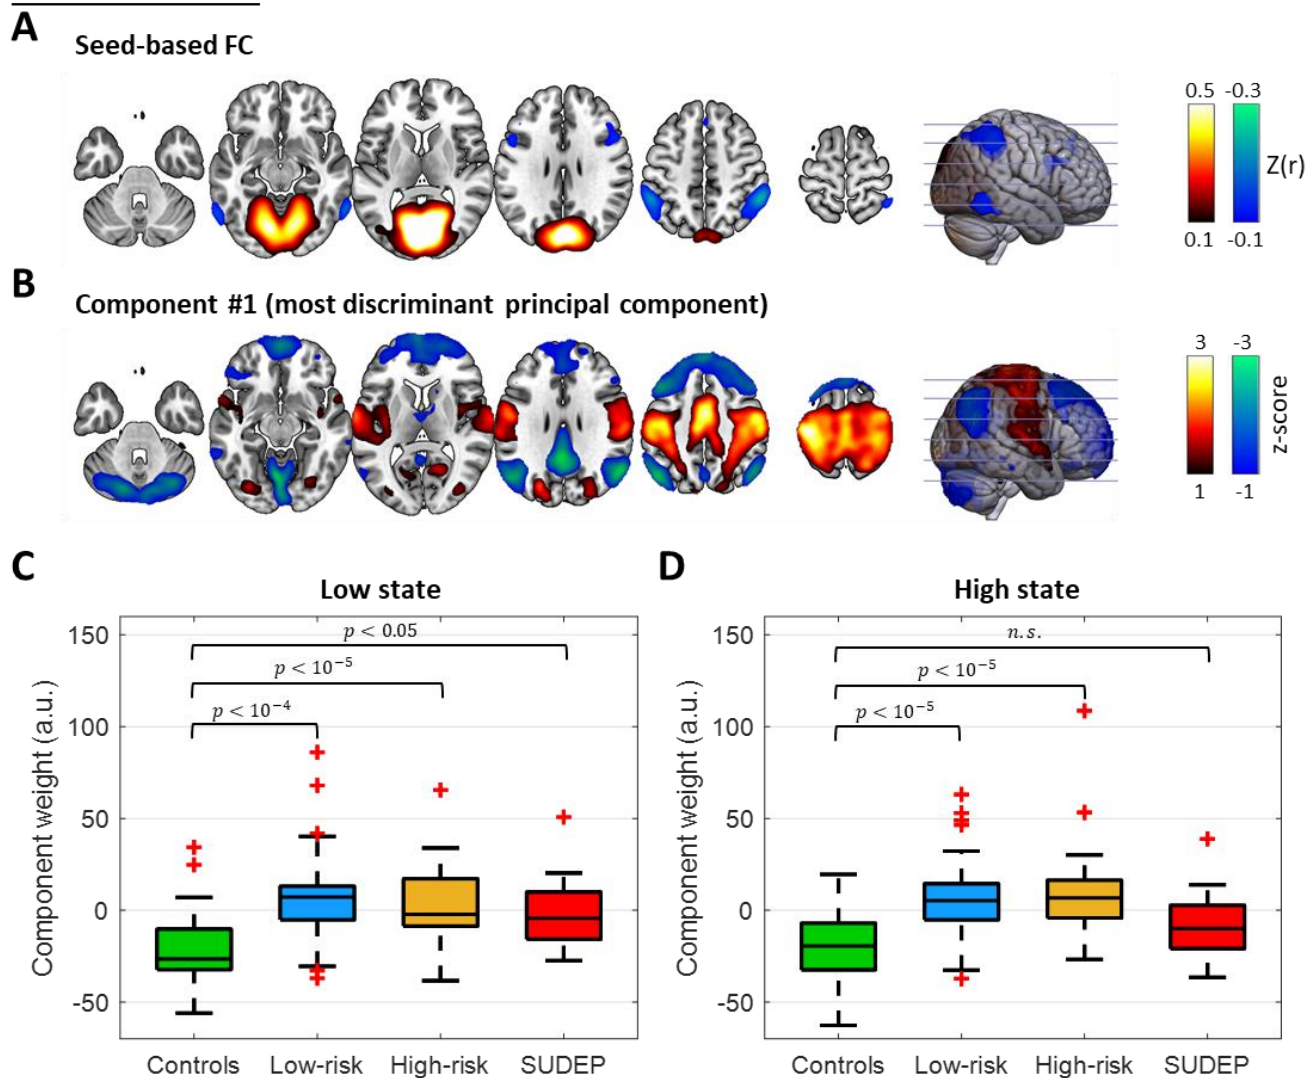 A
Seed-based FC
0.5 -0.3
Z(r)
0.1 -0.1
B
Component #1 (most discriminant principal component)
3 -3
z-score
1 -1
C
Low state
Component weight (a.u.)
150
100
50
0
-50
p < 0.05
p < 10⁻⁵
p < 10⁻⁴
Controls Low-risk High-risk SUDEP
D
High state
Component weight (a.u.)
150
100
50
0
-50
n.s.
p < 10⁻⁵
p < 10⁻⁵
Controls Low-risk High-risk SUDEP